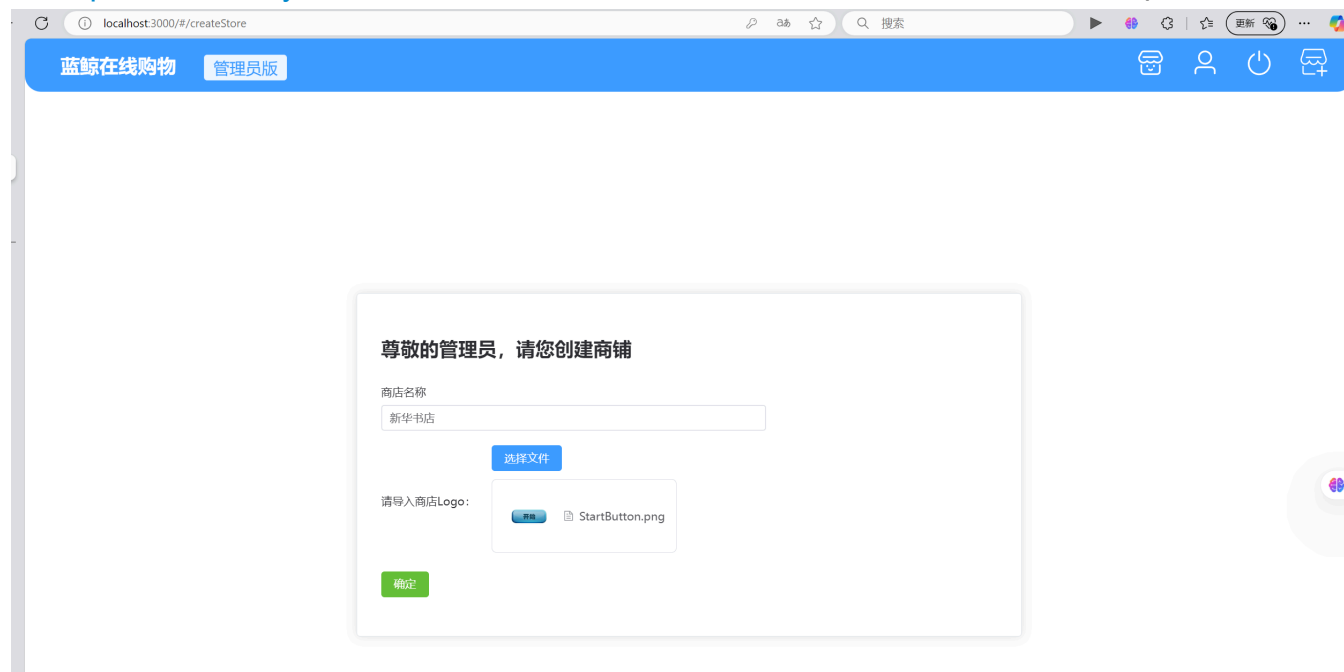 localhost:3000/#/createStore
搜索
更新
蓝鲸在线购物 管理员版
尊敬的管理员，请您创建商铺
商店名称
新华书店
选择文件
请导入商店Logo：
开始
StartButton.png
确定